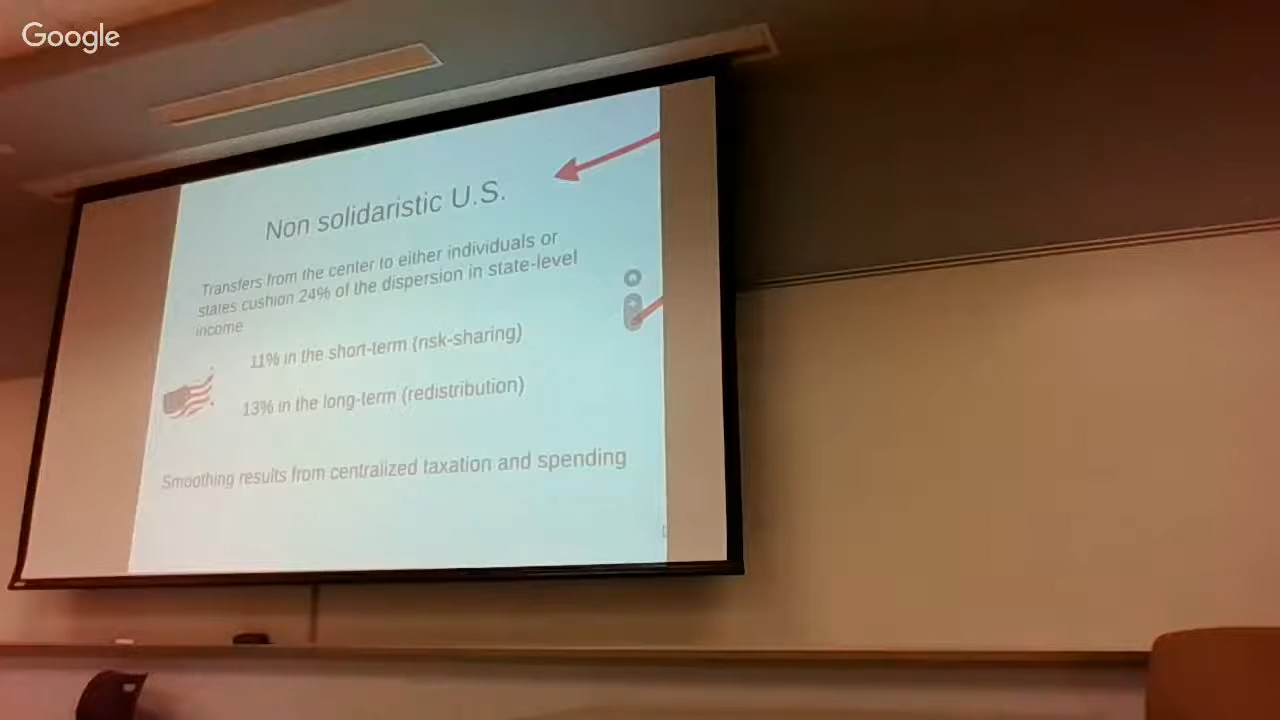 Google
Non solidaristic U.S.
Transfers from the center to either individuals or
states cushion 24% of the dispersion in state-level
income
11% in the short-term (risk-sharing)
13% in the long-term (redistribution)
Smoothing results from centralized taxation and spending